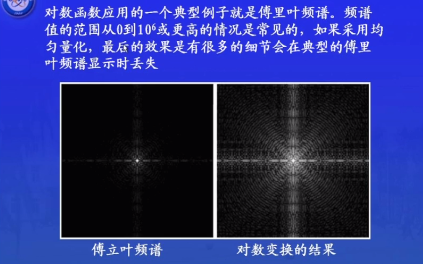 对数函数应用的一个典型例子就是傅里叶频谱。频谱
值的范围从0到10⁶或更高的情况是常见的，如果采用均
匀量化，最后的效果是有很多的细节会在典型的傅里
叶频谱显示时丢失
傅立叶频谱
对数变换的结果